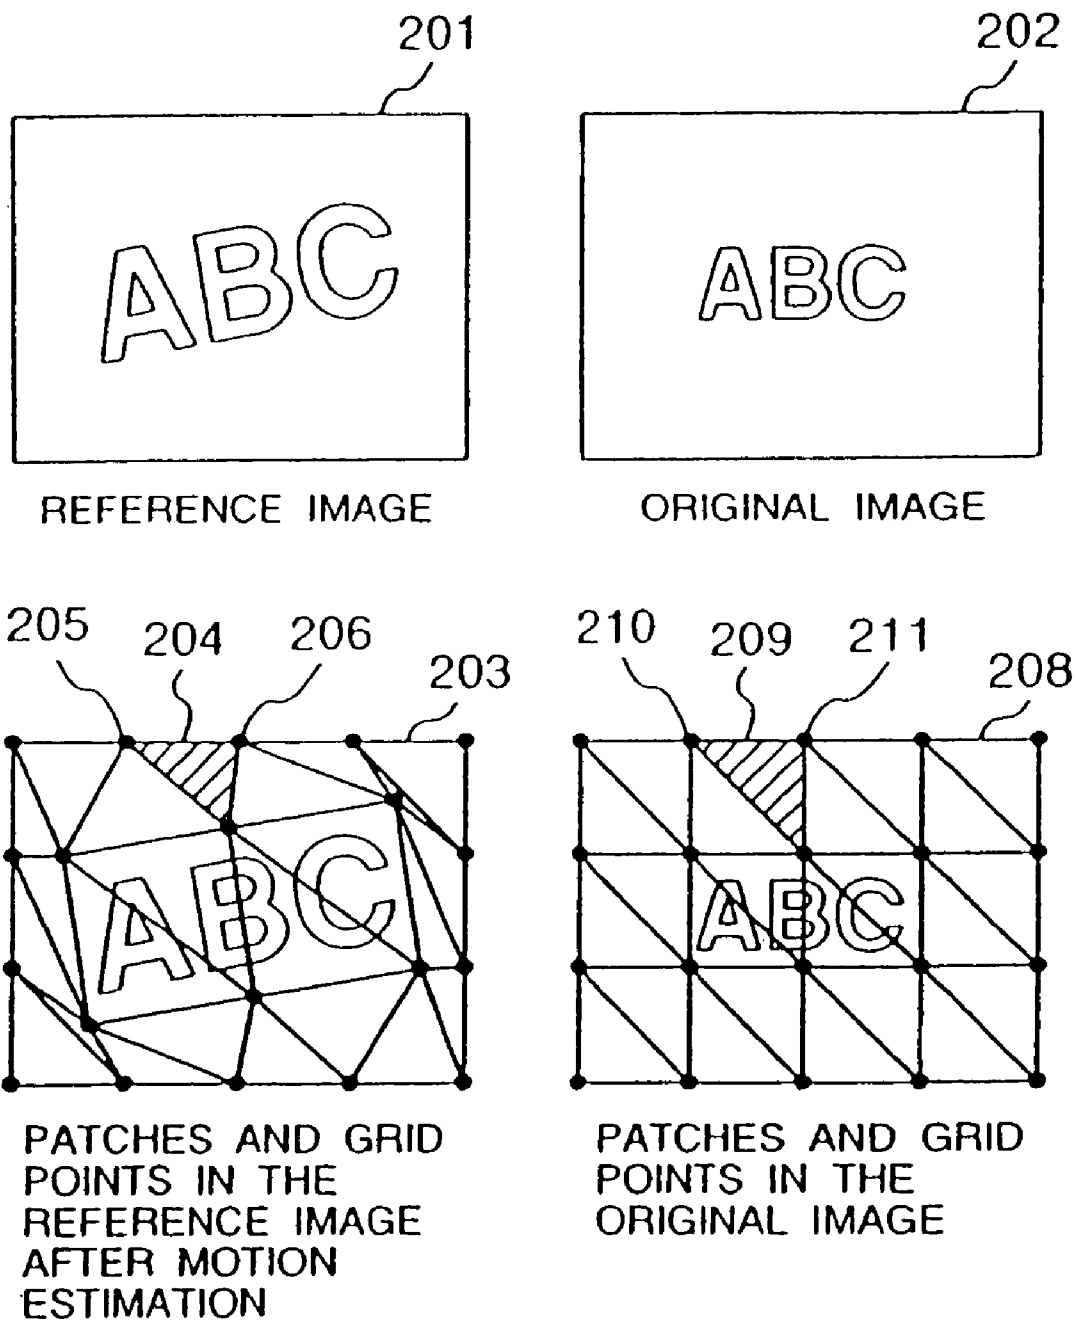 201
202
ABC
ABC
REFERENCE IMAGE
ORIGINAL IMAGE
205
204
206
203
210
209
211
208
ABC
ABC
PATCHES AND GRID
POINTS IN THE
REFERENCE IMAGE
AFTER MOTION
ESTIMATION
PATCHES AND GRID
POINTS IN THE
ORIGINAL IMAGE